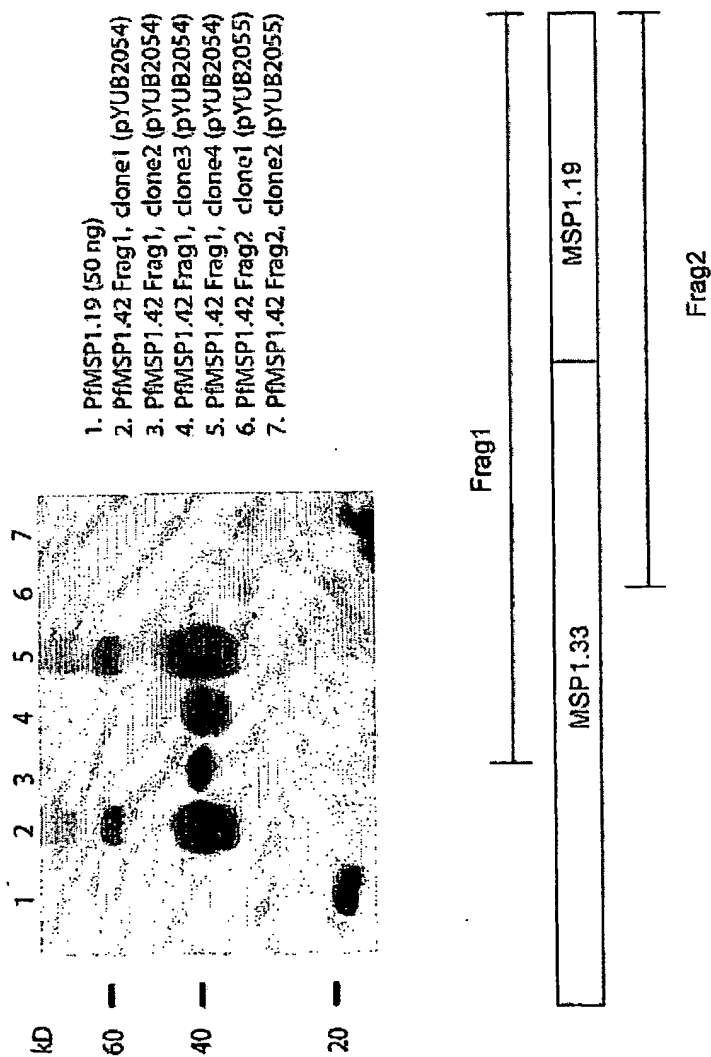 kD
60
40
20
1 2 3 4 5 6 7
1. PfMSP1.19 (50 ng)
2. PfMSP1.42 Frag1, clone1 (pYUB2054)
3. PfMSP1.42 Frag1, clone2 (pYUB2054)
4. PfMSP1.42 Frag1, clone3 (pYUB2054)
5. PfMSP1.42 Frag1, clone4 (pYUB2054)
6. PfMSP1.42 Frag2 clone1 (pYUB2055)
7. PfMSP1.42 Frag2, clone2 (pYUB2055)
Frag1
MSP1.33
MSP1.19
Frag2